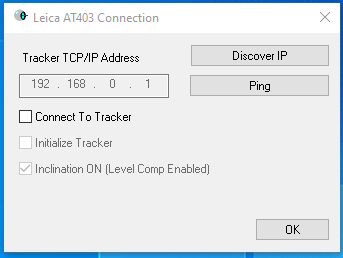 Leica AT403 Connection
Tracker TCP/IP Address
Discover IP
192 . 168 . 0 . 1
Ping
Connect To Tracker
Initialize Tracker
Inclination ON (Level Comp Enabled)
OK